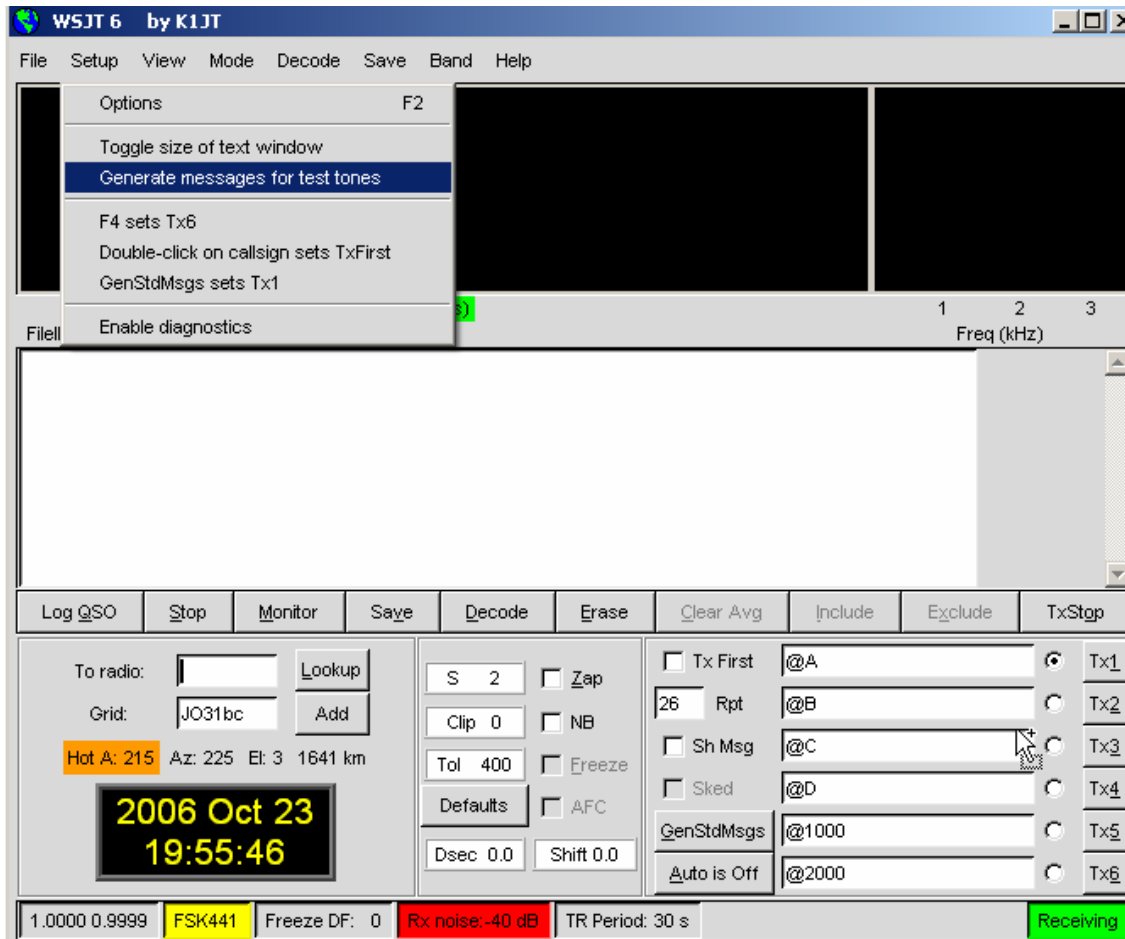 WSJT 6 by K1JT
File Setup View Mode Decode Save Band Help
Options F2
Toggle size of text window
Generate messages for test tones
F4 sets Tx6
Double-click on callsign sets TxFirst
GenStdMsgs sets Tx1
Enable diagnostics
s) 1 2 3
Freq (kHz)
Log QSO Stop Monitor Save Decode Erase Clear Avg Include Exclude TxStop
To radio: Lookup
Grid: JO31bc Add
Hot A: 215 Az: 225 El: 3 1641 km
2006 Oct 23
19:55:46
S 2 Zap
Clip 0 NB
Tol 400 Freeze
Defaults AFC
Dsec 0.0 Shift 0.0
Tx First @A Tx1
26 Rpt @B Tx2
Sh Msg @C Tx3
Sked @D Tx4
GenStdMsgs @1000 Tx5
Auto is Off @2000 Tx6
1.0000 0.9999 FSK441 Freeze DF: 0 Rx noise:-40 dB TR Period: 30 s Receiving